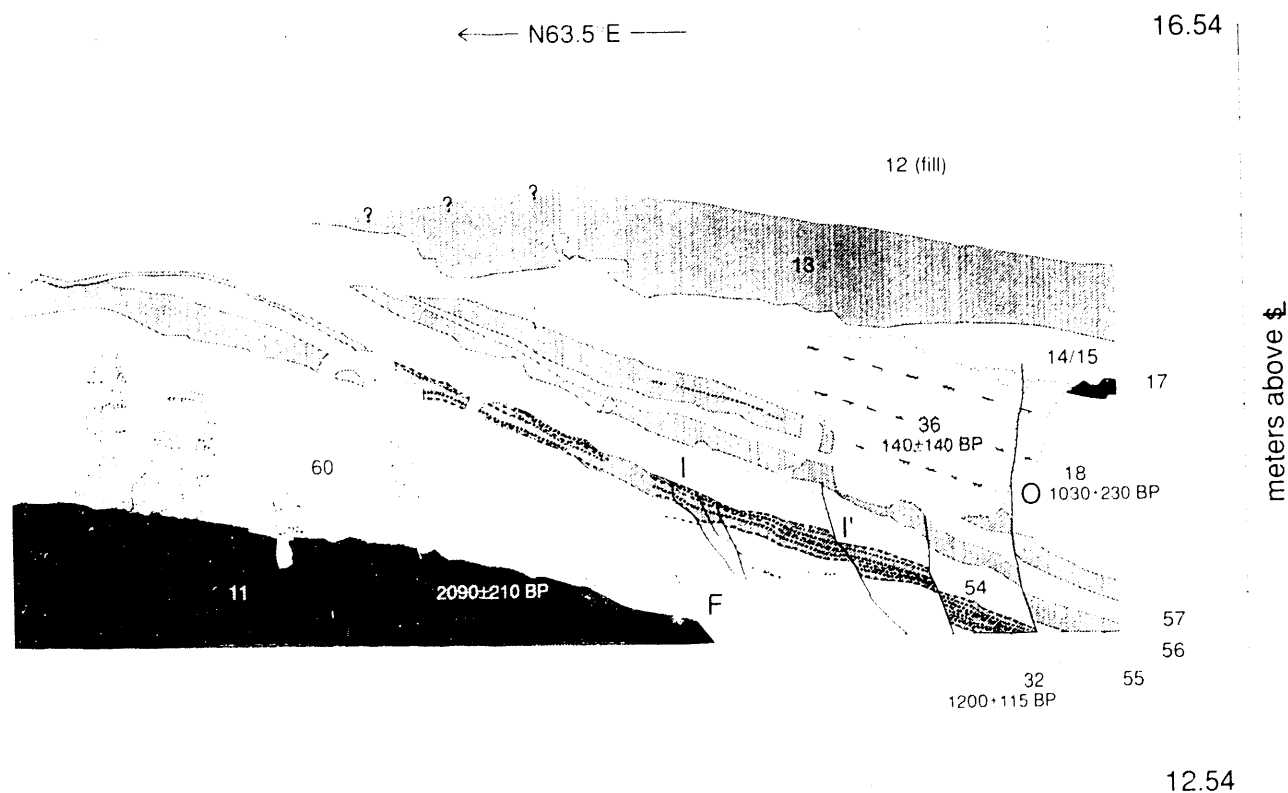 ← N63.5 E
16.54
12 (fill)
? ? ?
13
14/15
17
36
140±140 BP
60
I
18
O 1030+230 BP
I'
meters above
11
2090±210 BP
F
54
57
56
32
55
1200+115 BP
12.54